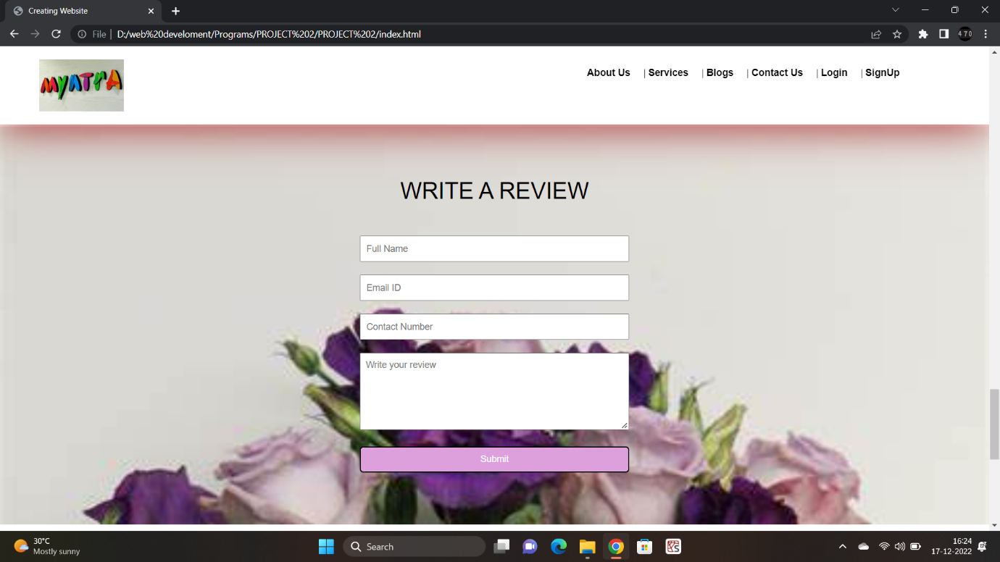 Creating Website
File | D:/web%20develoment/Programs/PROJECT%202/PROJECT%202/index.html
470
MYNTRA
About Us | Services | Blogs | Contact Us | Login | SignUp
WRITE A REVIEW
Full Name
Email ID
Contact Number
Write your review
Submit
30°C
Mostly sunny
Search
16:24
17-12-2022